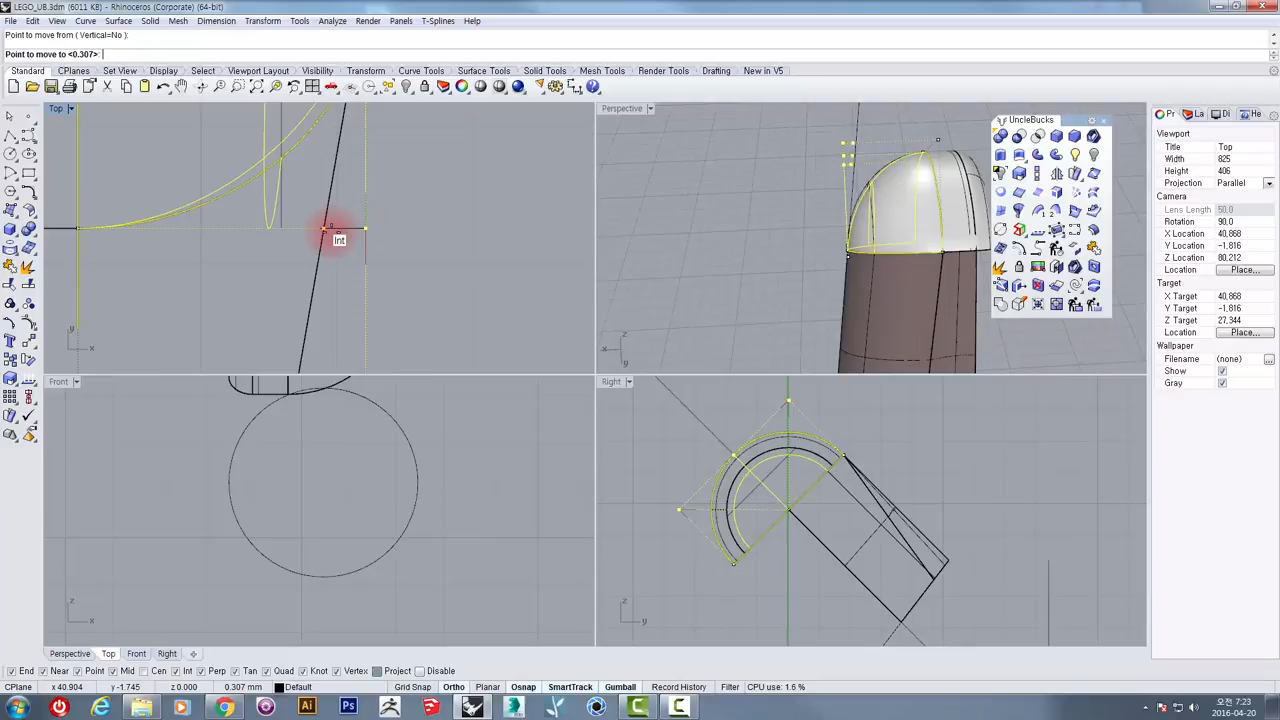 LEGO_UB.3dm (6011 KB) - Rhinoceros (Corporate) (64-bit)
File Edit View Curve Surface Solid Mesh Dimension Transform Tools Analyze Render Panels T-Splines Help
Point to move from ( Vertical=No ):
Point to move to <0.307>:
Standard CPlanes Set View Display Select Viewport Layout Visibility Transform Curve Tools Surface Tools Solid Tools Mesh Tools Render Tools Drafting New in V5
Top
Perspective
UncleBucks
Pr La Di He
Viewport
Title Top
Width 825
Height 406
Projection Parallel
Camera
Lens Length 50.0
Rotation 90.0
X Location 40,868
Y Location -1,816
Z Location 80,212
Location Place...
Target
X Target 40,868
Y Target -1,816
Z Target 27,344
Location Place...
Wallpaper
Filename (none)
Show
Gray
Int
y
x
z
x
y
Front
Right
z
x
z
y
Perspective Top Front Right
End Near Point Mid Cen Int Perp Tan Quad Knot Vertex Project Disable
CPlane x 40.904 y -1.745 z 0.000 0.307 mm Default Grid Snap Ortho Planar Osnap SmartTrack Gumball Record History Filter CPU use: 1.6 %
Ai Ps
오전 7:23
2016-04-20